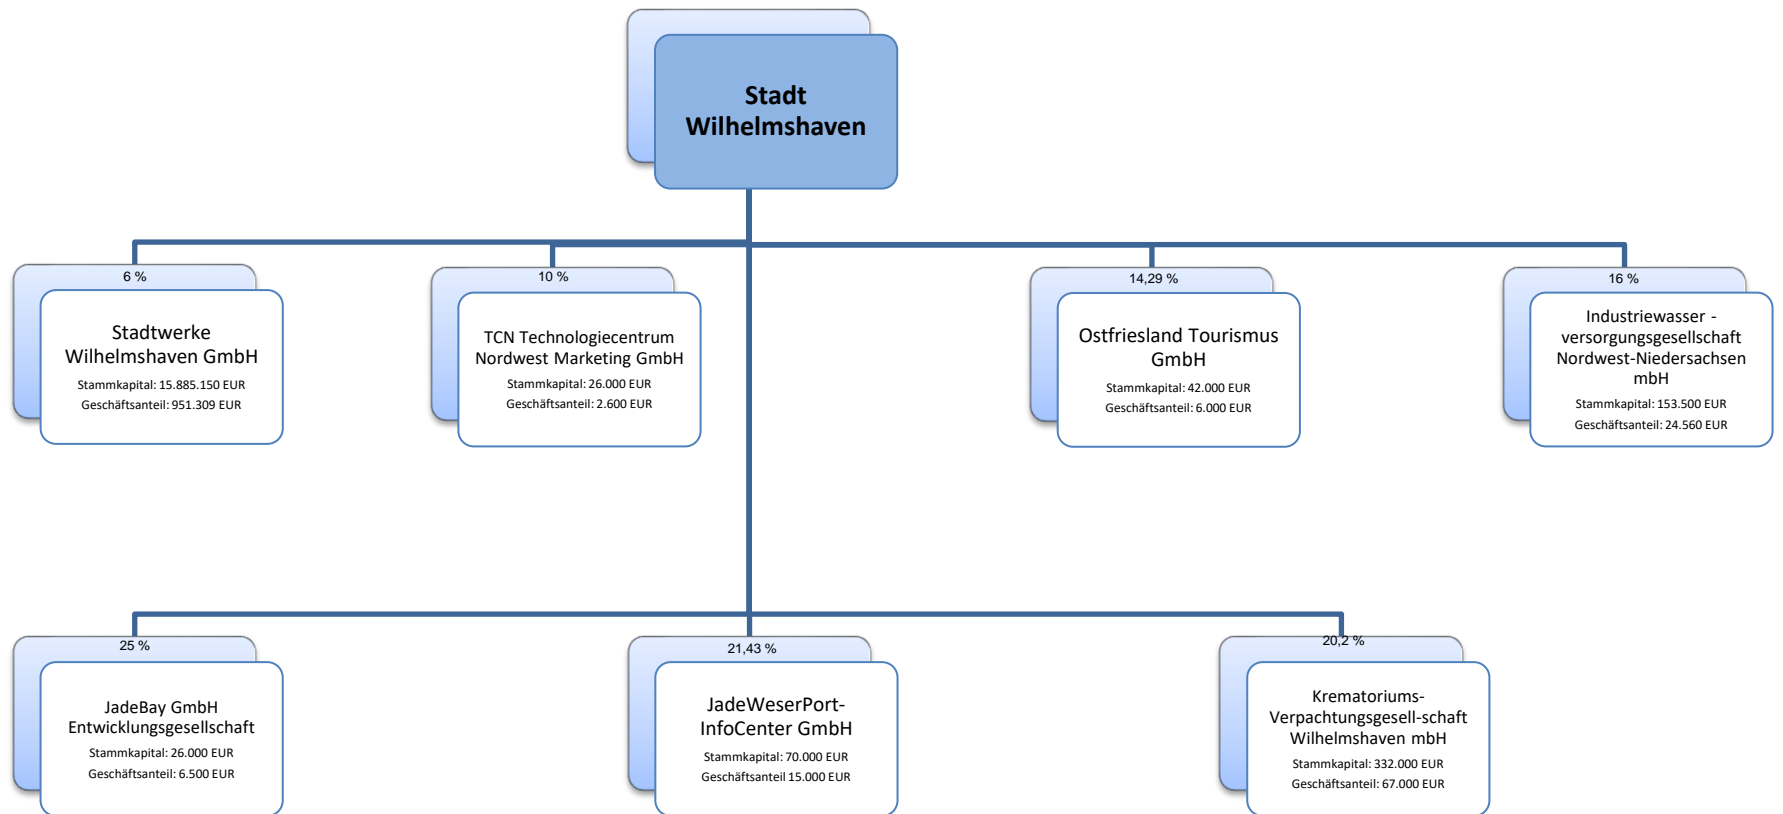 Stadt
Wilhelmshaven
6 %
Stadtwerke
Wilhelmshaven GmbH
Stammkapital: 15.885.150 EUR
Geschäftsanteil: 951.309 EUR
10 %
TCN Technologiecentrum
Nordwest Marketing GmbH
Stammkapital: 26.000 EUR
Geschäftsanteil: 2.600 EUR
14,29 %
Ostfriesland Tourismus
GmbH
Stammkapital: 42.000 EUR
Geschäftsanteil: 6.000 EUR
16 %
Industriewasser -
versorgungsgesellschaft
Nordwest-Niedersachsen
mbH
Stammkapital: 153.500 EUR
Geschäftsanteil: 24.560 EUR
25 %
JadeBay GmbH
Entwicklungsgesellschaft
Stammkapital: 26.000 EUR
Geschäftsanteil: 6.500 EUR
21,43 %
JadeWeserPort-
InfoCenter GmbH
Stammkapital: 70.000 EUR
Geschäftsanteil 15.000 EUR
20,2 %
Krematoriums-
Verpachtungsgesell-schaft
Wilhelmshaven mbH
Stammkapital: 332.000 EUR
Geschäftsanteil: 67.000 EUR